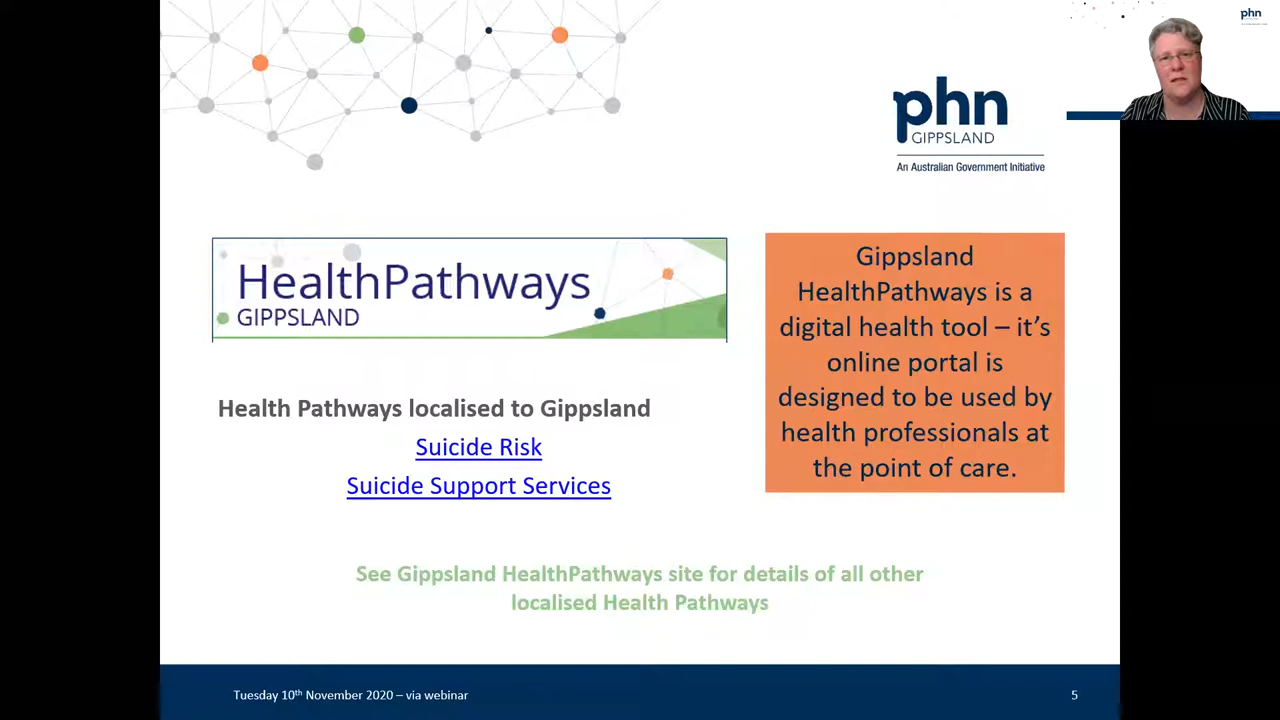 phn
phn
GIPPSLAND
An Australian Government Initiative
HealthPathways
GIPPSLAND
Gippsland
HealthPathways is a
digital health tool – it’s
online portal is
designed to be used by
health professionals at
the point of care.
Health Pathways localised to Gippsland
Suicide Risk
Suicide Support Services
See Gippsland HealthPathways site for details of all other
localised Health Pathways
Tuesday 10th November 2020 – via webinar
5